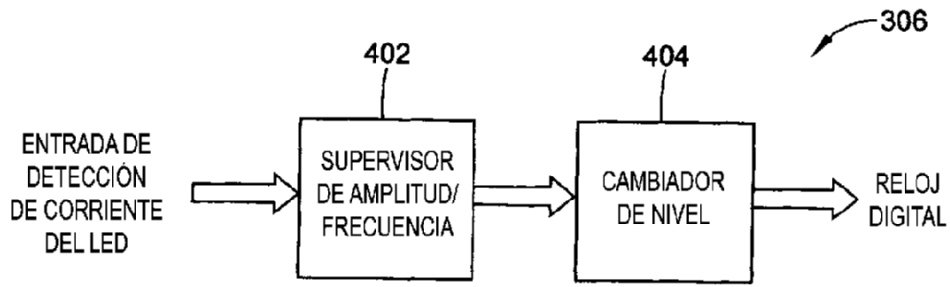 306
402
404
ENTRADA DE
DETECCIÓN
DE CORRIENTE
DEL LED
SUPERVISOR
DE AMPLITUD/
FRECUENCIA
CAMBIADOR
DE NIVEL
RELOJ
DIGITAL